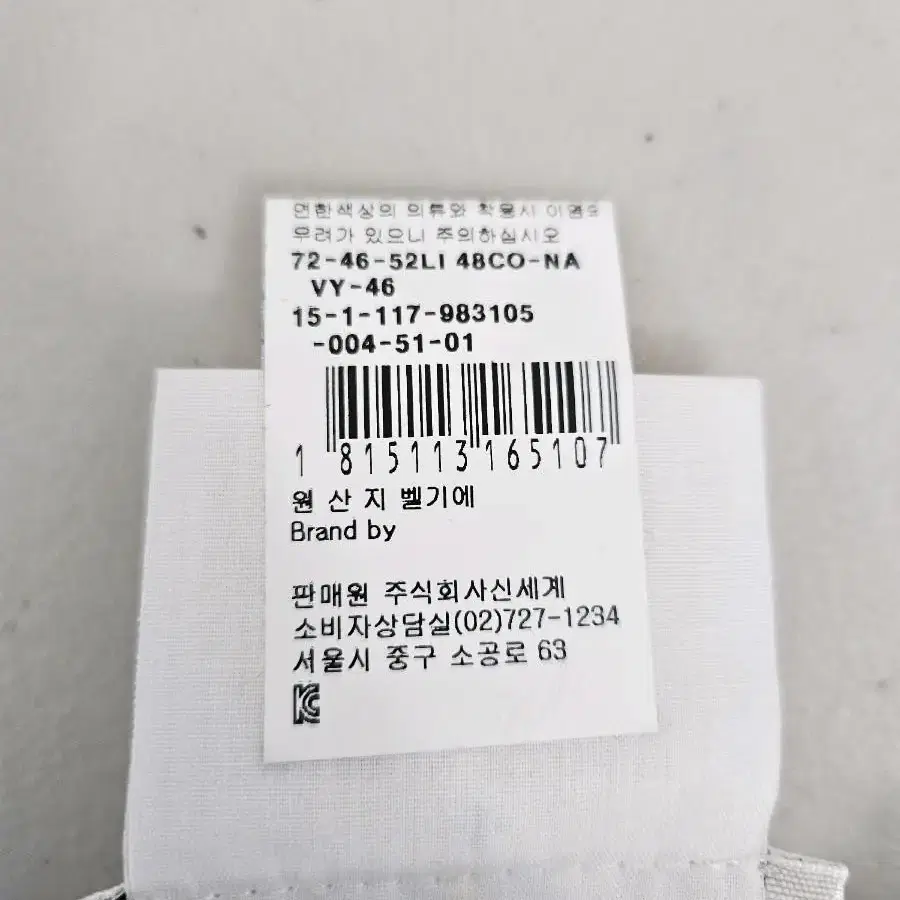 연한색상의 의류와 착용시 이염의
우려가 있으니 주의하십시오
72-46-52LI 48CO-NA
VY-46
15-1-117-983105
-004-51-01
1 815113 165107
원 산 지 벨기에
Brand by
판매원 주식회사신세계
소비자상담실(02)727-1234
서울시 중구 소공로 63
KC